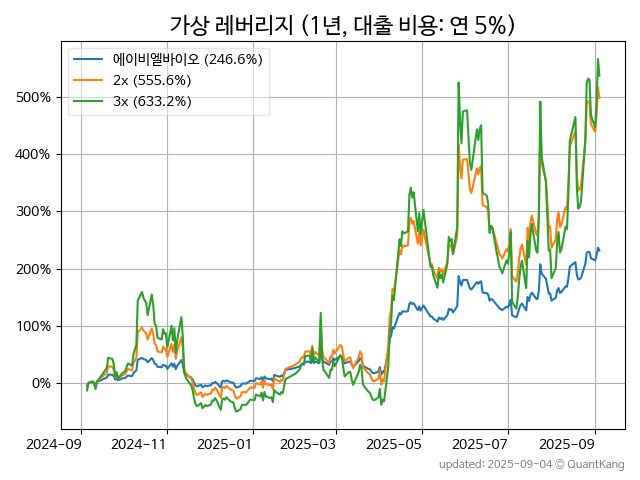 가상 레버리지 (1년, 대출 비용: 연 5%)
에이비엘바이오 (246.6%)
2x (555.6%)
3x (633.2%)
500%
400%
300%
200%
100%
0%
2024-09
2024-11
2025-01
2025-03
2025-05
2025-07
2025-09
updated: 2025-09-04 © QuantKang